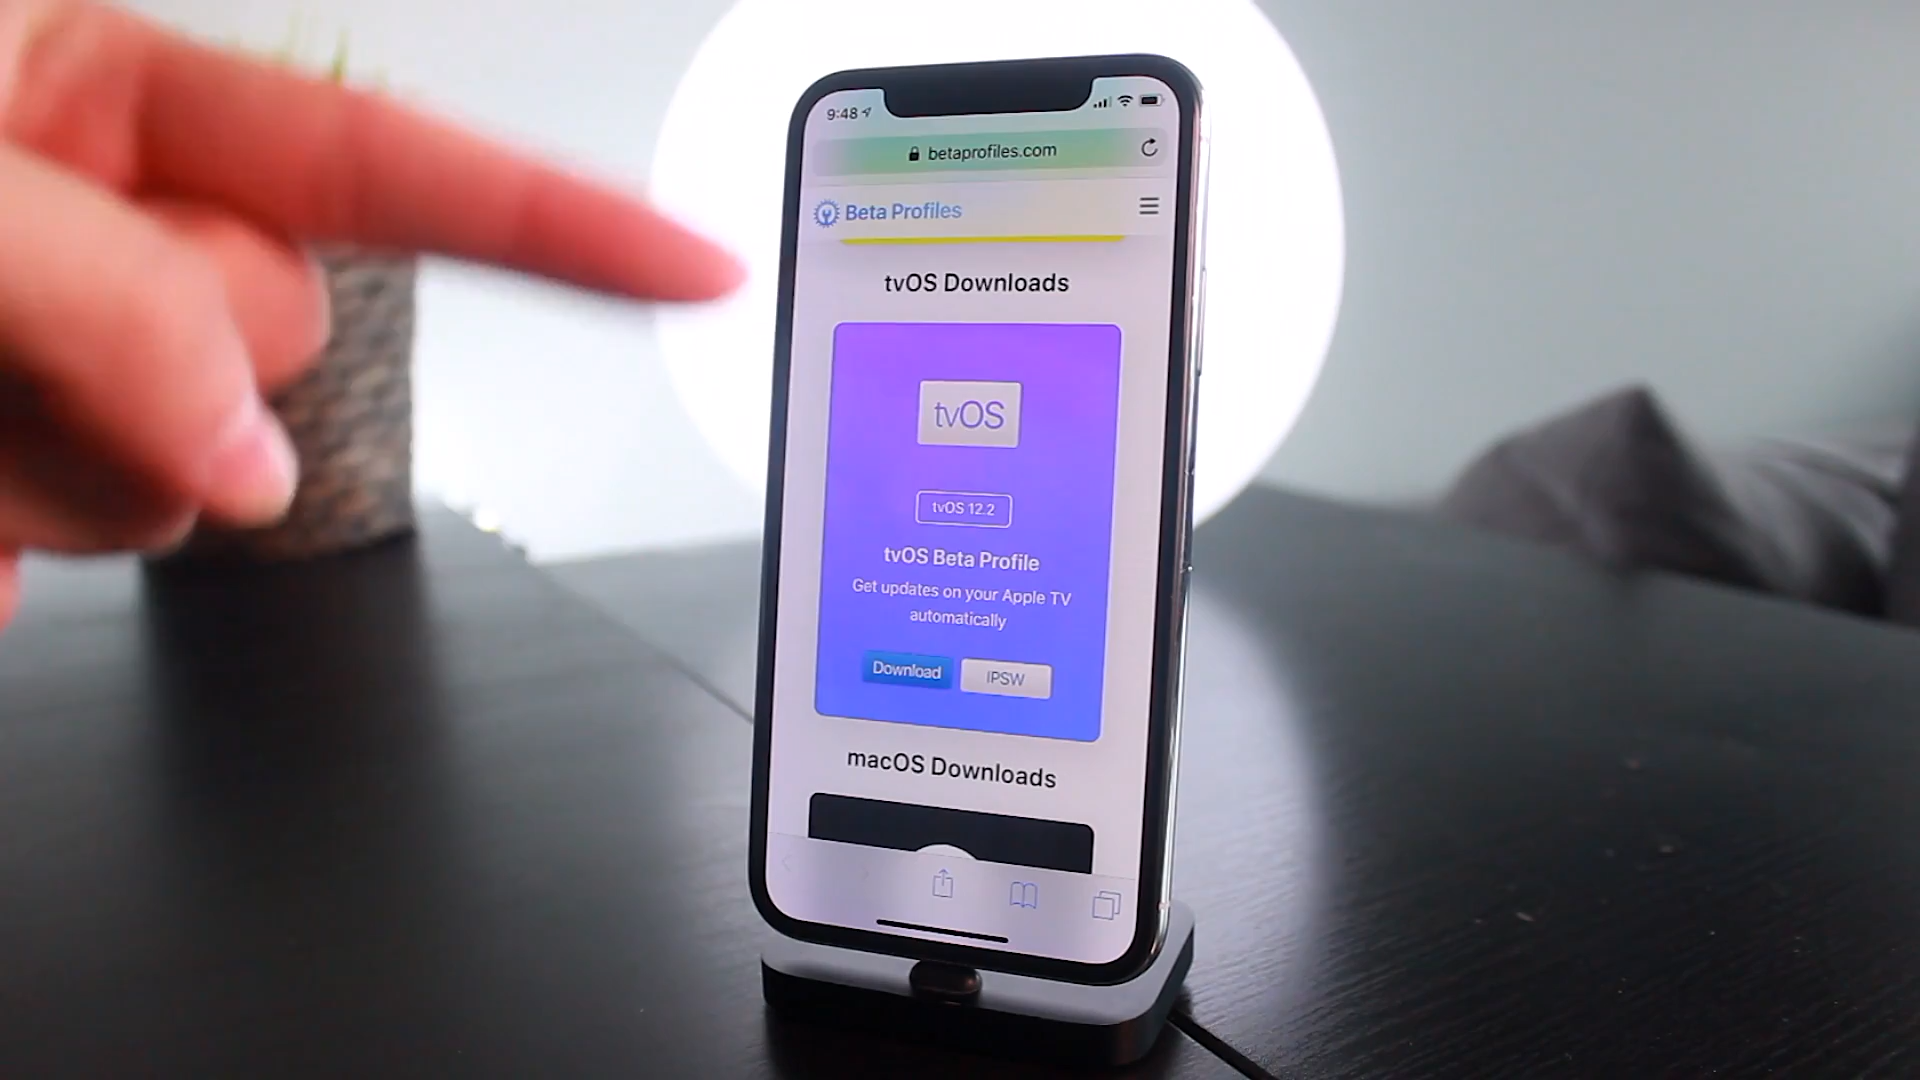 9:48
betaprofiles.com
Beta Profiles
tvOS Downloads
tvOS
tvOS 12.2
tvOS Beta Profile
Get updates on your Apple TV
automatically
Download IPSW
macOS Downloads